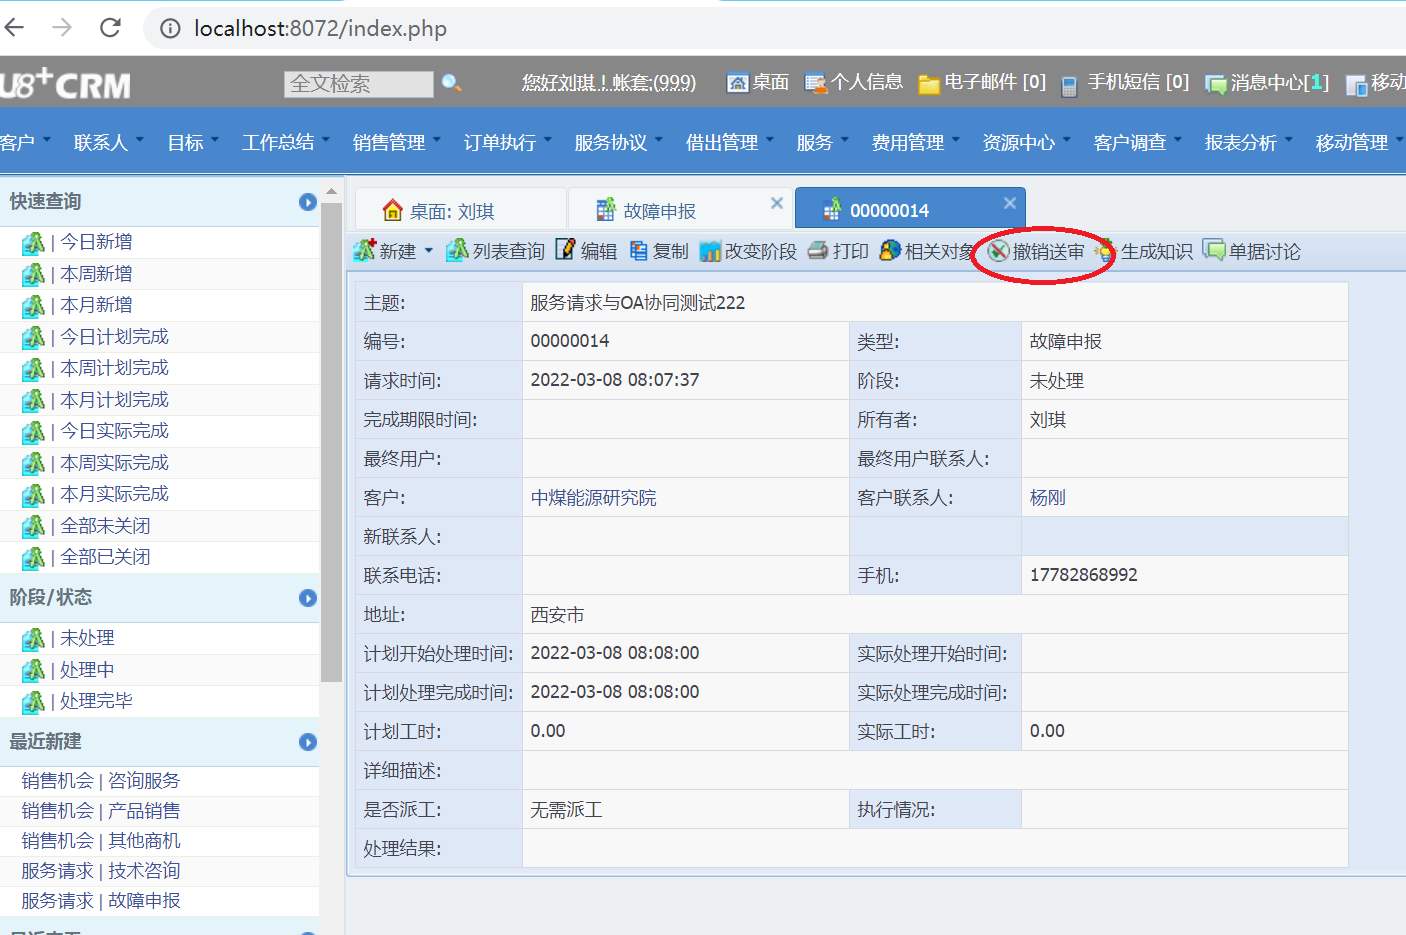 localhost:8072/index.php
U8+CRM 全文检索 您好刘琪！帐套:(999) 桌面 个人信息 电子邮件 [0] 手机短信 [0] 消息中心[1] 移动
客户 联系人 目标 工作总结 销售管理 订单执行 服务协议 借出管理 服务 费用管理 资源中心 客户调查 报表分析 移动管理
快速查询
| 今日新增
| 本周新增
| 本月新增
| 今日计划完成
| 本周计划完成
| 本月计划完成
| 今日实际完成
| 本周实际完成
| 本月实际完成
| 全部未关闭
| 全部已关闭
阶段/状态
| 未处理
| 处理中
| 处理完毕
最近新建
销售机会 | 咨询服务
销售机会 | 产品销售
销售机会 | 其他商机
服务请求 | 技术咨询
服务请求 | 故障申报
桌面: 刘琪 故障申报 00000014
新建 列表查询 编辑 复制 改变阶段 打印 相关对象 撤销送审 生成知识 单据讨论
主题: 服务请求与OA协同测试222
编号: 00000014 类型: 故障申报
请求时间: 2022-03-08 08:07:37 阶段: 未处理
完成期限时间: 所有者: 刘琪
最终用户: 最终用户联系人:
客户: 中煤能源研究院 客户联系人: 杨刚
新联系人:
联系电话: 手机: 17782868992
地址: 西安市
计划开始处理时间: 2022-03-08 08:08:00 实际处理开始时间:
计划处理完成时间: 2022-03-08 08:08:00 实际处理完成时间:
计划工时: 0.00 实际工时: 0.00
详细描述:
是否派工: 无需派工 执行情况:
处理结果: